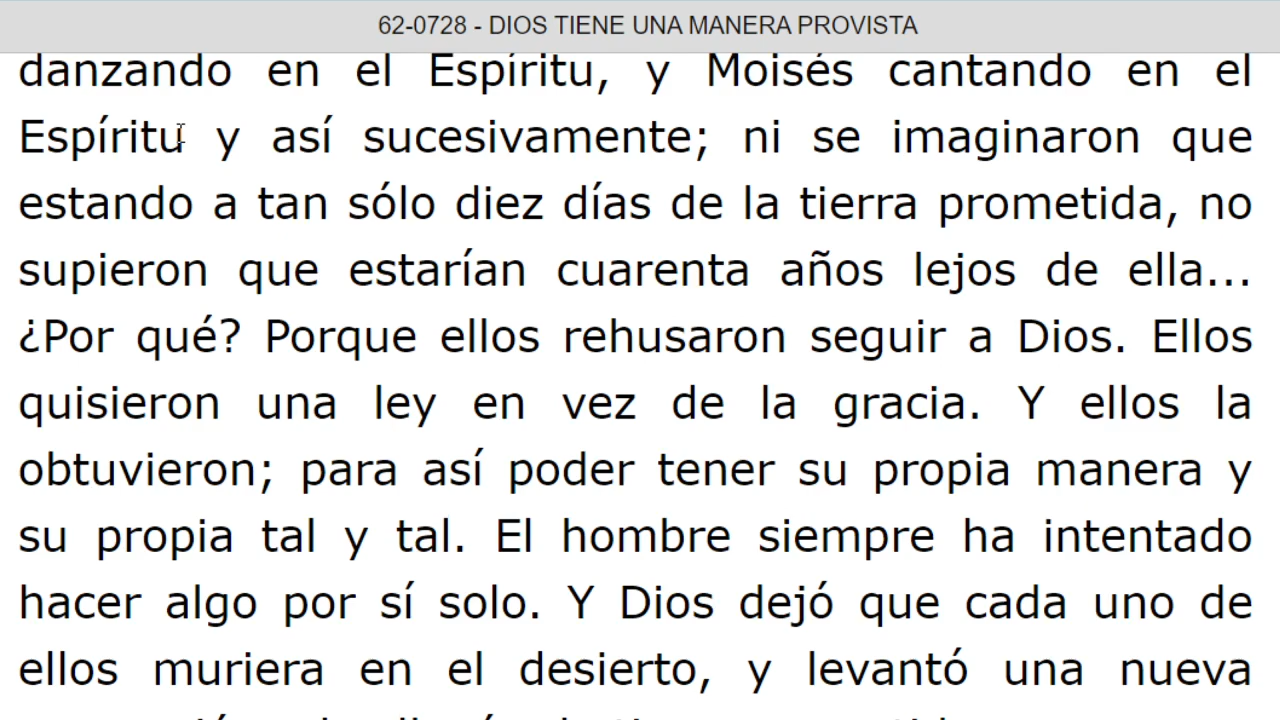 62-0728 - DIOS TIENE UNA MANERA PROVISTA
danzando en el Espíritu, y Moisés cantando en el
Espíritu y así sucesivamente; ni se imaginaron que
estando a tan sólo diez días de la tierra prometida, no
supieron que estarían cuarenta años lejos de ella...
¿Por qué? Porque ellos rehusaron seguir a Dios. Ellos
quisieron una ley en vez de la gracia. Y ellos la
obtuvieron; para así poder tener su propia manera y
su propia tal y tal. El hombre siempre ha intentado
hacer algo por sí solo. Y Dios dejó que cada uno de
ellos muriera en el desierto, y levantó una nueva